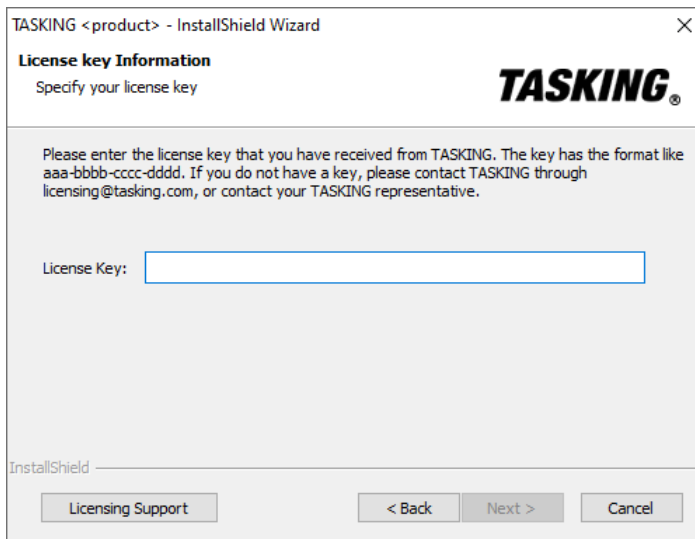 TASKING <product> - InstallShield Wizard
License key Information
Specify your license key
TASKING®
Please enter the license key that you have received from TASKING. The key has the format like
aaa-bbbb-cccc-dddd. If you do not have a key, please contact TASKING through
licensing@tasking.com, or contact your TASKING representative.
License Key:
InstallShield
Licensing Support
< Back
Next >
Cancel